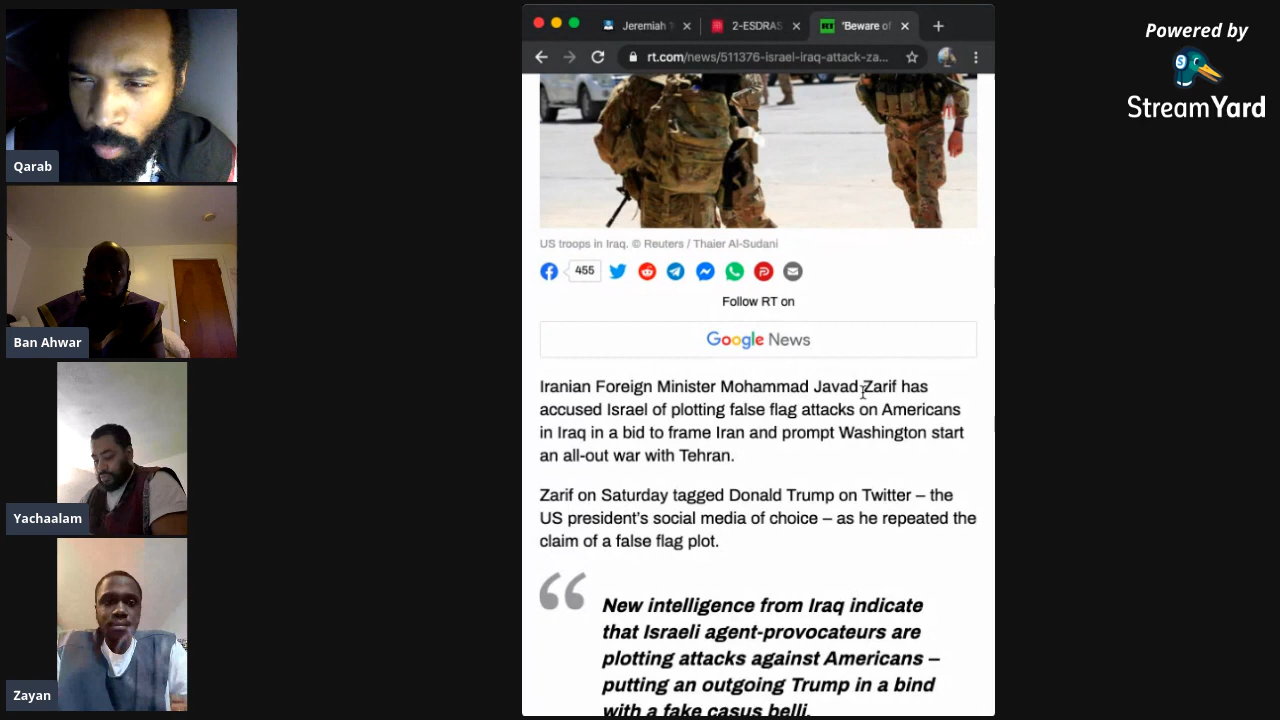 Qarab
Ban Ahwar
Yachaalam
Zayan
Jeremiah
2-ESDRAS
'Beware of
rt.com/news/511376-israel-iraq-attack-za...
US troops in Iraq. © Reuters / Thaier Al-Sudani
455
Follow RT on
Google News
Iranian Foreign Minister Mohammad Javad Zarif has
accused Israel of plotting false flag attacks on Americans
in Iraq in a bid to frame Iran and prompt Washington start
an all-out war with Tehran.
Zarif on Saturday tagged Donald Trump on Twitter – the
US president's social media of choice – as he repeated the
claim of a false flag plot.
New intelligence from Iraq indicate
that Israeli agent-provocateurs are
plotting attacks against Americans –
putting an outgoing Trump in a bind
with a fake casus belli.
Powered by
StreamYard